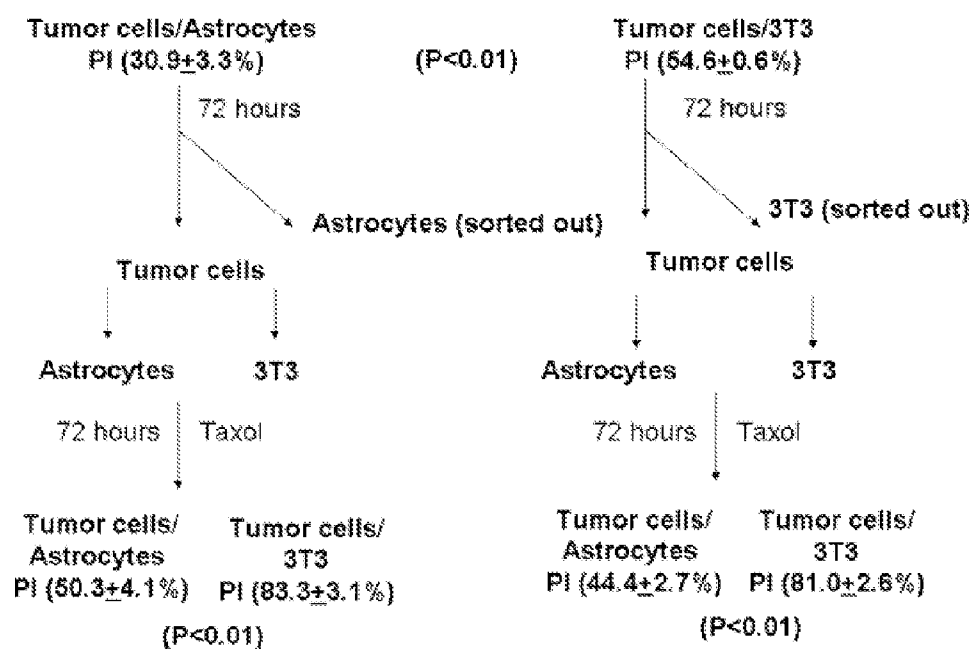 Tumor cells/Astrocytes
PI (30.9±3.3%)
(P<0.01)
Tumor cells/3T3
PI (54.6±0.6%)
72 hours
72 hours
Astrocytes (sorted out)
3T3 (sorted out)
Tumor cells
Tumor cells
Astrocytes
3T3
Astrocytes
3T3
72 hours
Taxol
72 hours
Taxol
Tumor cells/
Astrocytes
PI (50.3±4.1%)
Tumor cells/
3T3
PI (83.3±3.1%)
(P<0.01)
Tumor cells/
Astrocytes
PI (44.4±2.7%)
Tumor cells/
3T3
PI (81.0±2.6%)
(P<0.01)